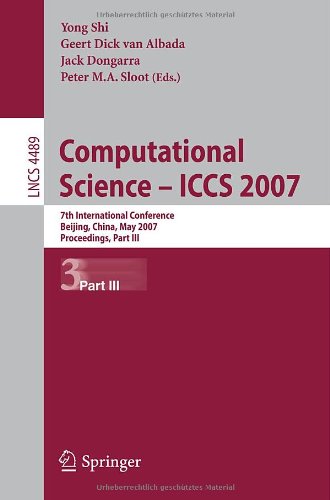 Urheberrechtlich geschütztes Material
Yong Shi
Geert Dick van Albada
Jack Dongarra
Peter M.A. Sloot (Eds.)
LNCS 4489
Computational
Science – ICCS 2007
7th International Conference
Beijing, China, May 2007
Proceedings, Part III
3 Part III
Springer
Urheberrechtlich geschütztes Material